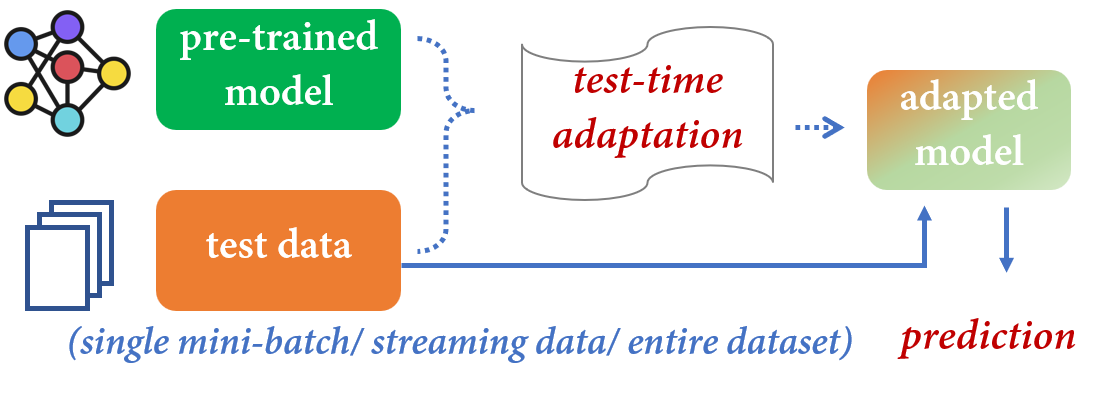 pre-trained
model
test-time
adaptation
adapted
model
test data
(single mini-batch/ streaming data/ entire dataset)
prediction